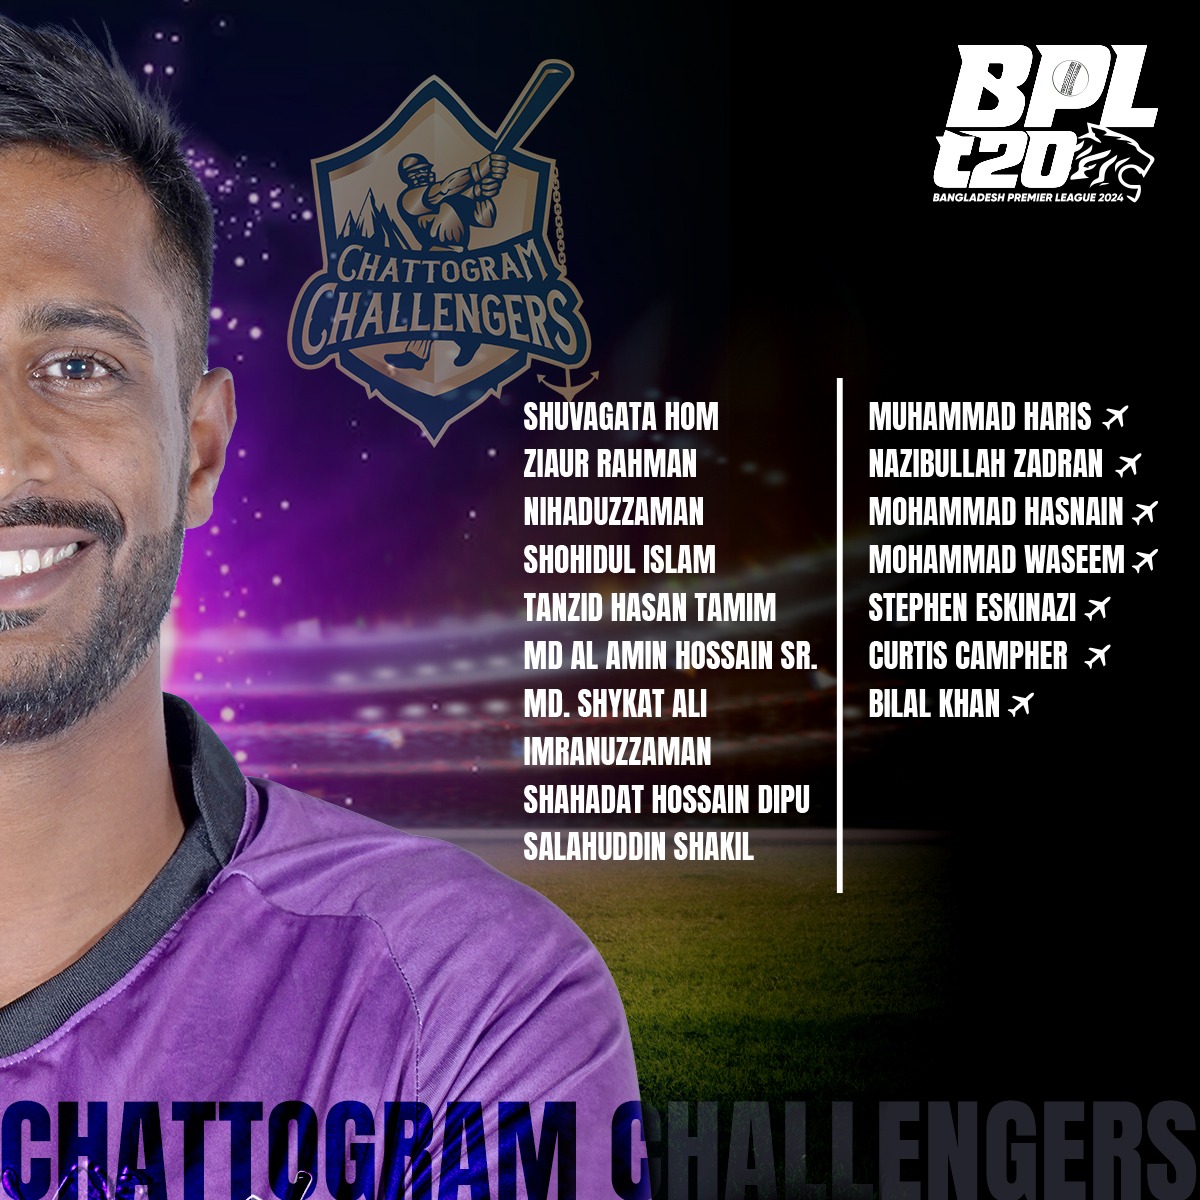 BPL
t20
BANGLADESH PREMIER LEAGUE 2024
CHATTOGRAM
CHALLENGERS
SHUVAGATA HOM
ZIAUR RAHMAN
NIHADUZZAMAN
SHOHIDUL ISLAM
TANZID HASAN TAMIM
MD AL AMIN HOSSAIN SR.
MD. SHYKAT ALI
IMRANUZZAMAN
SHAHADAT HOSSAIN DIPU
SALAHUDDIN SHAKIL
MUHAMMAD HARIS
NAZIBULLAH ZADRAN
MOHAMMAD HASNAIN
MOHAMMAD WASEEM
STEPHEN ESKINAZI
CURTIS CAMPHER
BILAL KHAN
CHATTOGRAM CHALLENGERS